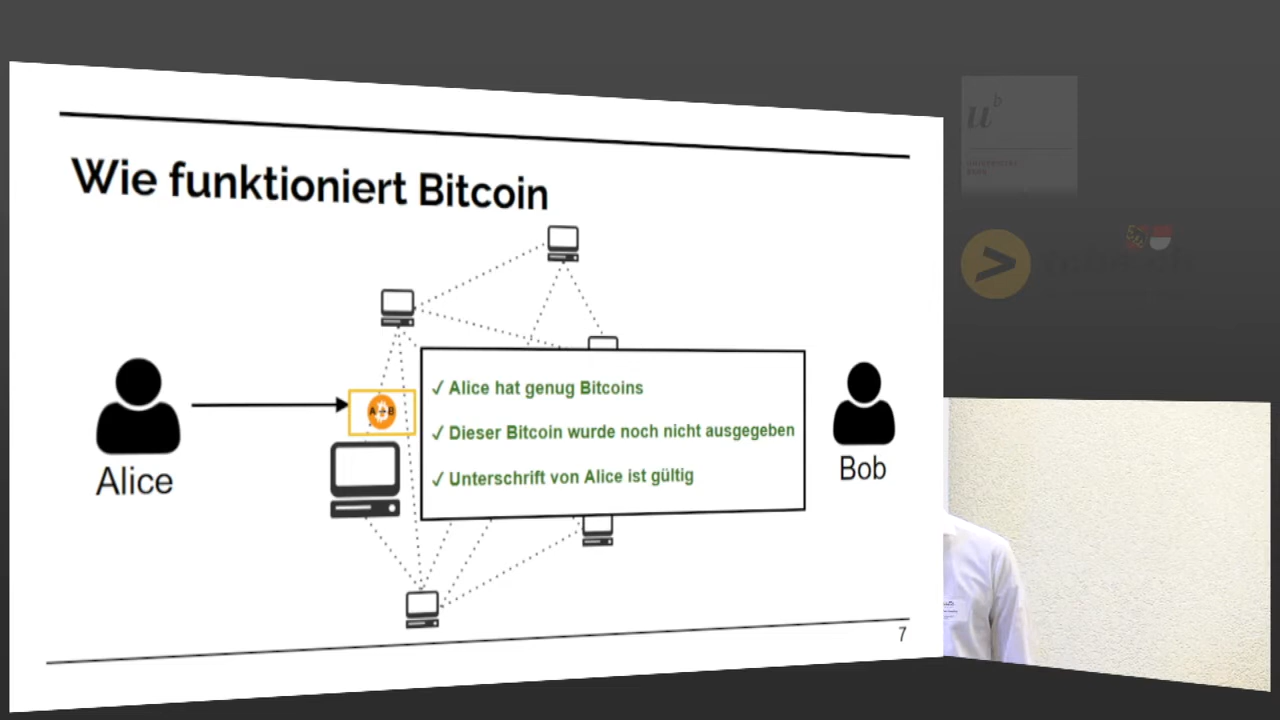 Wie funktioniert Bitcoin
u b
A→B
✓ Alice hat genug Bitcoins
✓ Dieser Bitcoin wurde noch nicht ausgegeben
✓ Unterschrift von Alice ist gültig
Alice
Bob
7